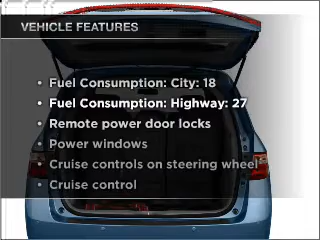 VEHICLE FEATURES
• Fuel Consumption: City: 18
• Fuel Consumption: Highway: 27
• Remote power door locks
• Power windows
• Cruise controls on steering wheel
• Cruise control